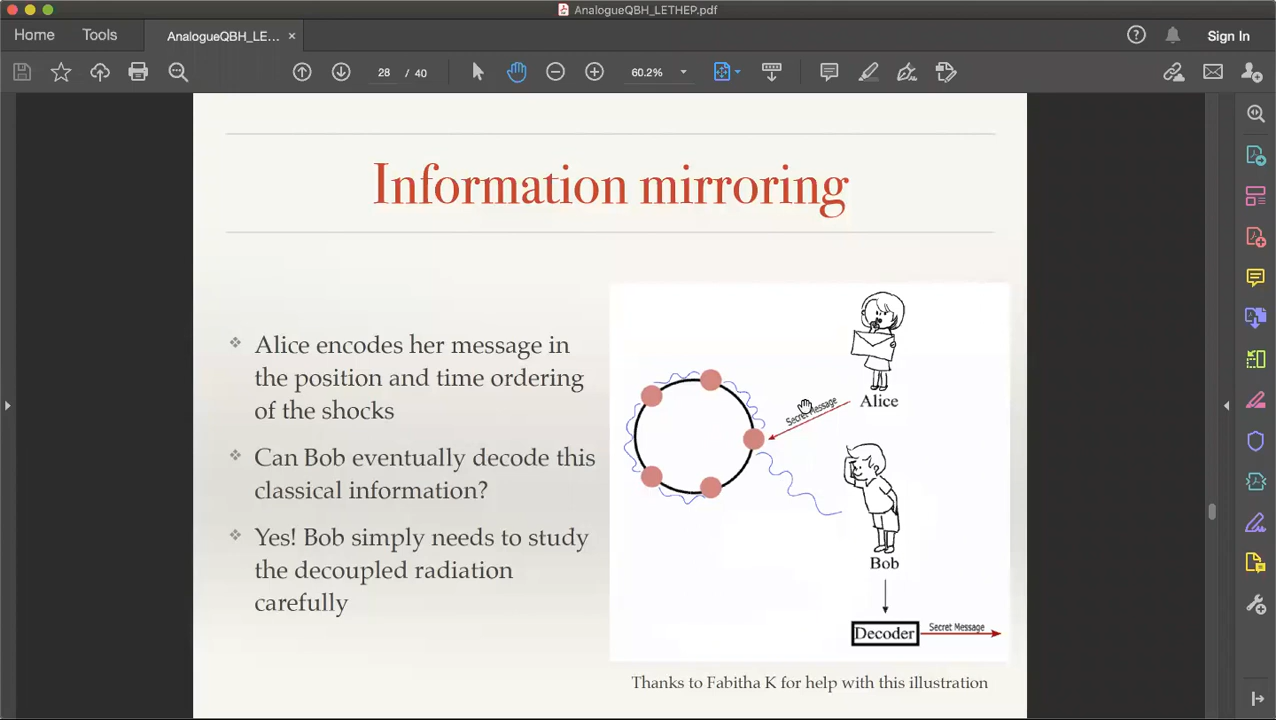 AnalogueQBH_LETHEP.pdf
Home Tools AnalogueQBH_LE... × Sign In
28 / 40 60.2%
Information mirroring
Alice encodes her message in
the position and time ordering
of the shocks
Can Bob eventually decode this
classical information?
Yes! Bob simply needs to study
the decoupled radiation
carefully
Secret Message
Alice
Bob
Decoder
Secret Message
Thanks to Fabitha K for help with this illustration